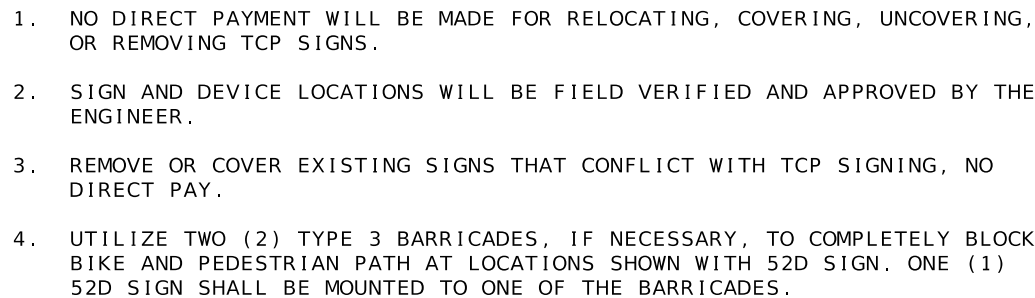 1. NO DIRECT PAYMENT WILL BE MADE FOR RELOCATING, COVERING, UNCOVERING,
OR REMOVING TCP SIGNS.
2. SIGN AND DEVICE LOCATIONS WILL BE FIELD VERIFIED AND APPROVED BY THE
ENGINEER.
3. REMOVE OR COVER EXISTING SIGNS THAT CONFLICT WITH TCP SIGNING, NO
DIRECT PAY.
4. UTILIZE TWO (2) TYPE 3 BARRICADES, IF NECESSARY, TO COMPLETELY BLOCK
BIKE AND PEDESTRIAN PATH AT LOCATIONS SHOWN WITH 52D SIGN. ONE (1)
52D SIGN SHALL BE MOUNTED TO ONE OF THE BARRICADES.